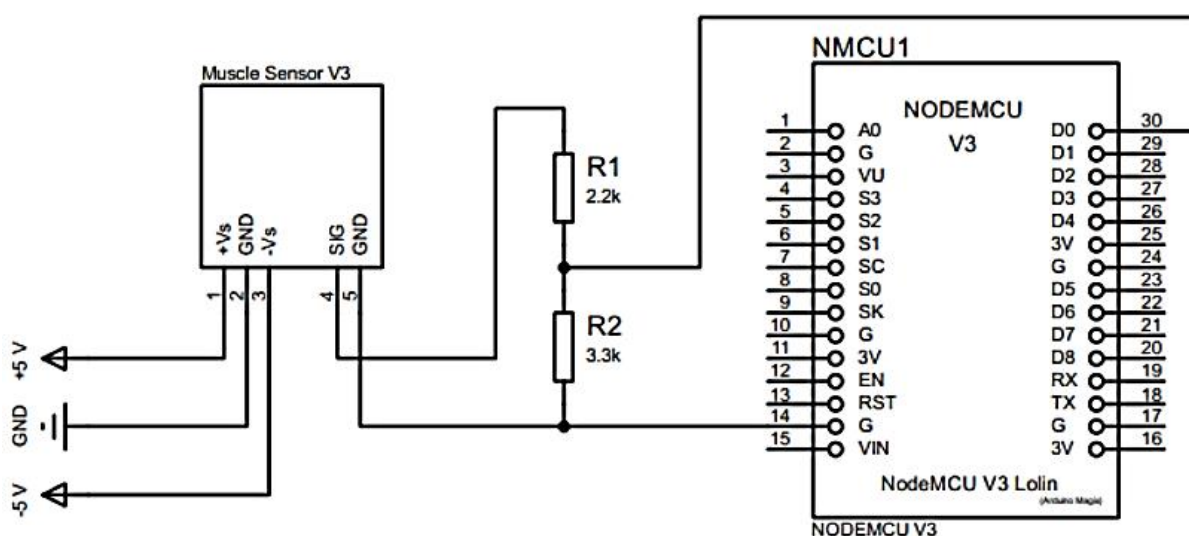 Muscle Sensor V3
+Vs
GND
-Vs
SIG
GND
1
2
3
4
5
+5 V
GND
-5 V
R1
2.2k
R2
3.3k
NMCU1
NODEMCU
V3
1 A0
2 G
3 VU
4 S3
5 S2
6 S1
7 SC
8 S0
9 SK
10 G
11 3V
12 EN
13 RST
14 G
15 VIN
D0 30
D1 29
D2 28
D3 27
D4 26
3V 25
G 24
D5 23
D6 22
D7 21
D8 20
RX 19
TX 18
G 17
3V 16
NodeMCU V3 Lolin
(Arduino Magix)
NODEMCU V3